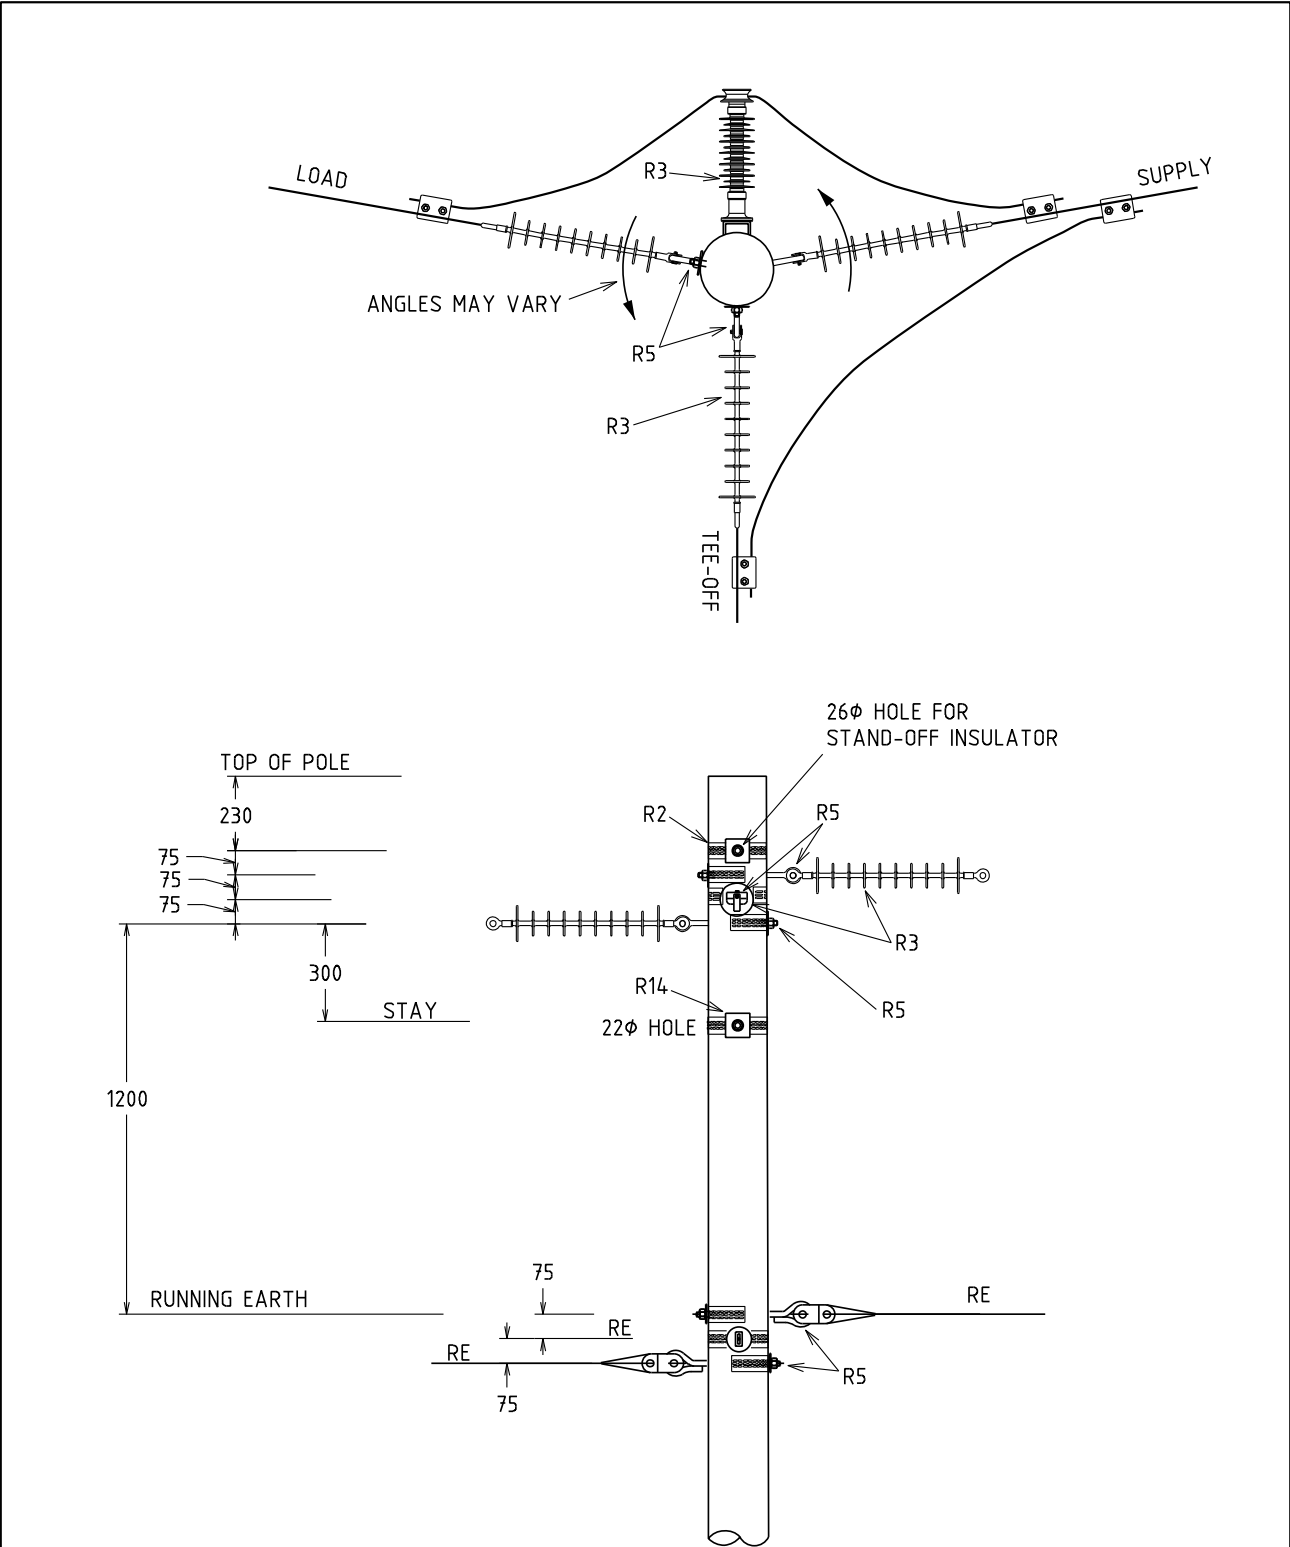 LOAD
R3
SUPPLY
ANGLES MAY VARY
R5
R3
TEE-OFF
26ϕ HOLE FOR
STAND-OFF INSULATOR
TOP OF POLE
230
R2
R5
75
75
75
R3
300
R14
STAY
R5
22ϕ HOLE
1200
75
RUNNING EARTH
RE
RE
RE
R5
75